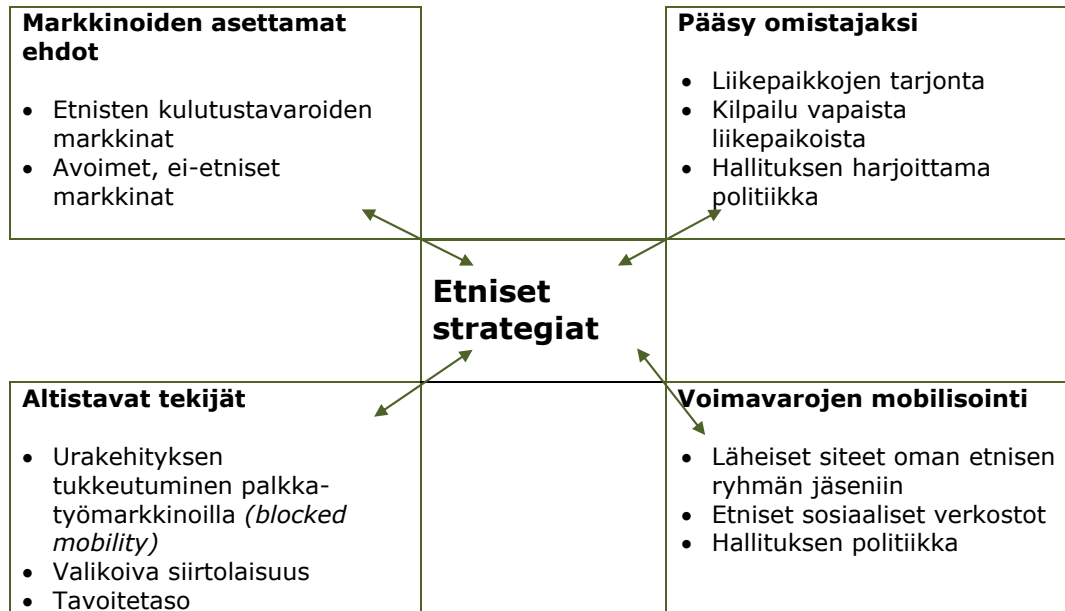 Markkinoiden asettamat
ehdot
• Etnisten kulutustavaroiden
markkinat
• Avoimet, ei-etniset
markkinat
Pääsy omistajaksi
• Liikepaikkojen tarjonta
• Kilpailu vapaista
liikepaikoista
• Hallituksen harjoittama
politiikka
Etniset
strategiat
Altistavat tekijät
• Urakehityksen
tukkeutuminen palkka-
työmarkkinoilla (blocked
mobility)
• Valikoiva siirtolaisuus
• Tavoitetaso
Voimavarojen mobilisointi
• Läheiset siteet oman etnisen
ryhmän jäseniin
• Etniset sosiaaliset verkostot
• Hallituksen politiikka